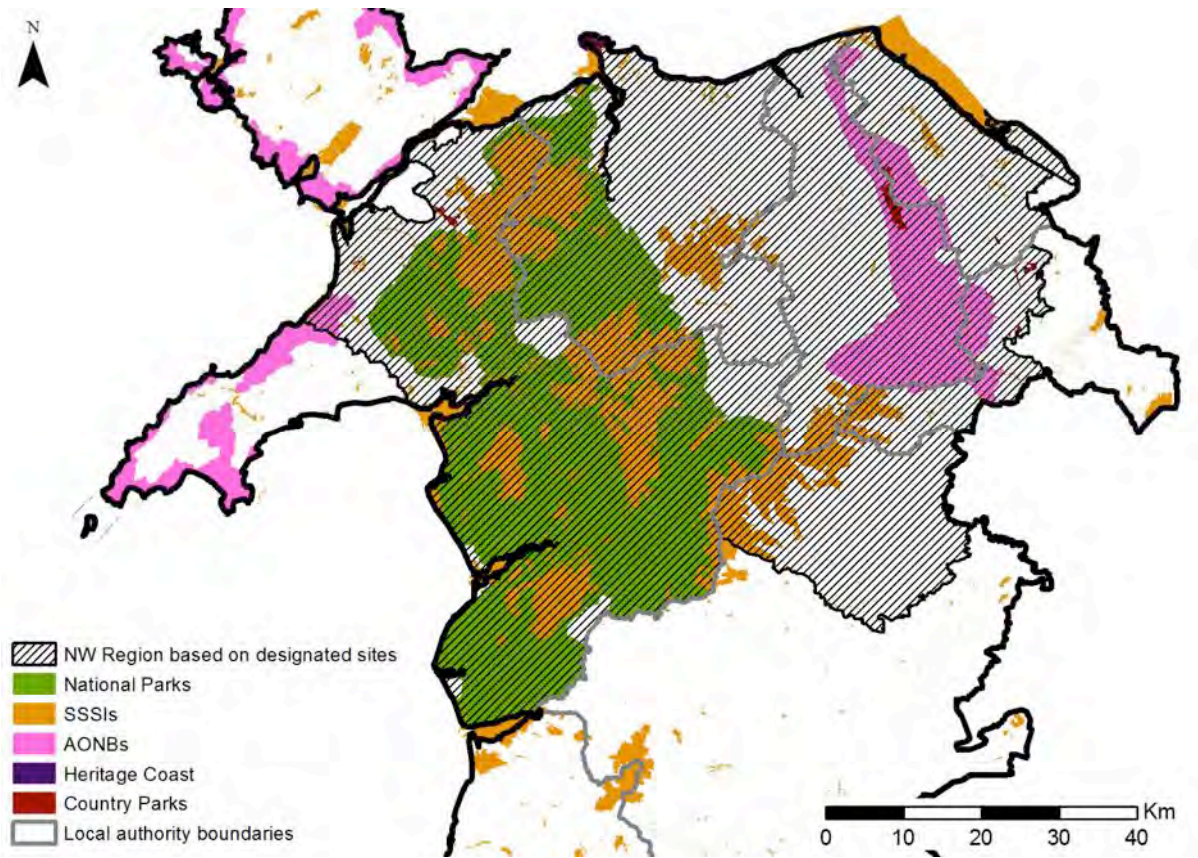 N
NW Region based on designated sites
National Parks
SSSIs
AONBs
Heritage Coast
Country Parks
Local authority boundaries
Km
0 10 20 30 40